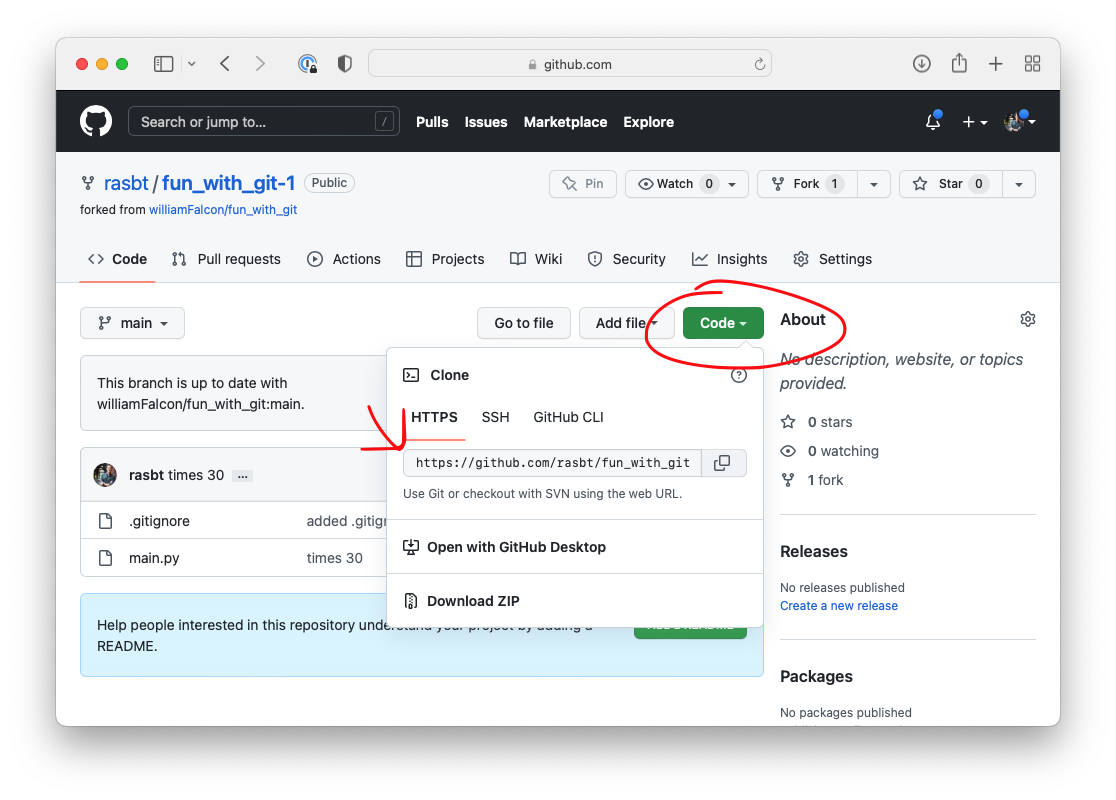 github.com
Search or jump to... /
Pulls Issues Marketplace Explore
rasbt / fun_with_git-1 Public
Pin Watch 0 Fork 1 Star 0
forked from williamFalcon/fun_with_git
Code Pull requests Actions Projects Wiki Security Insights Settings
main Go to file Add file Code
About
No description, website, or topics
provided.
0 stars
0 watching
1 fork
This branch is up to date with
williamFalcon/fun_with_git:main.
Clone
HTTPS SSH GitHub CLI
https://github.com/rasbt/fun_with_git
Use Git or checkout with SVN using the web URL.
Open with GitHub Desktop
Download ZIP
rasbt times 30 ...
.gitignore added .gitign
main.py times 30
Help people interested in this repository understand your project by adding a
README.
Releases
No releases published
Create a new release
Packages
No packages published